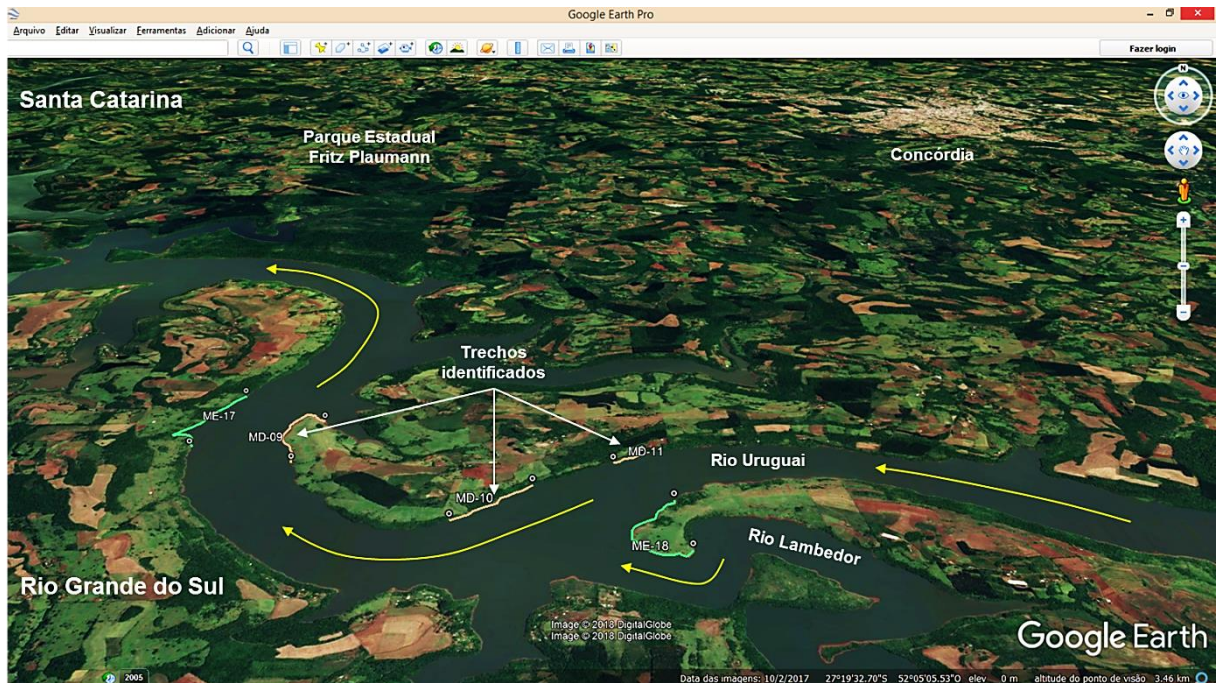 Google Earth Pro
Arquivo Editar Visualizar Ferramentas Adicionar Ajuda
Fazer login
N
Santa Catarina
Parque Estadual
Fritz Plaumann
Concórdia
Trechos
identificados
ME-17
MD-09
MD-11
Rio Uruguai
MD-10
ME-18
Rio Lambedor
Rio Grande do Sul
Image © 2018 DigitalGlobe
Image © 2018 DigitalGlobe
Google Earth
2005
Data das imagens: 10/2/2017 27°19'32.70"S 52°05'05.53"O elev 0 m altitude do ponto de visão 3.46 km